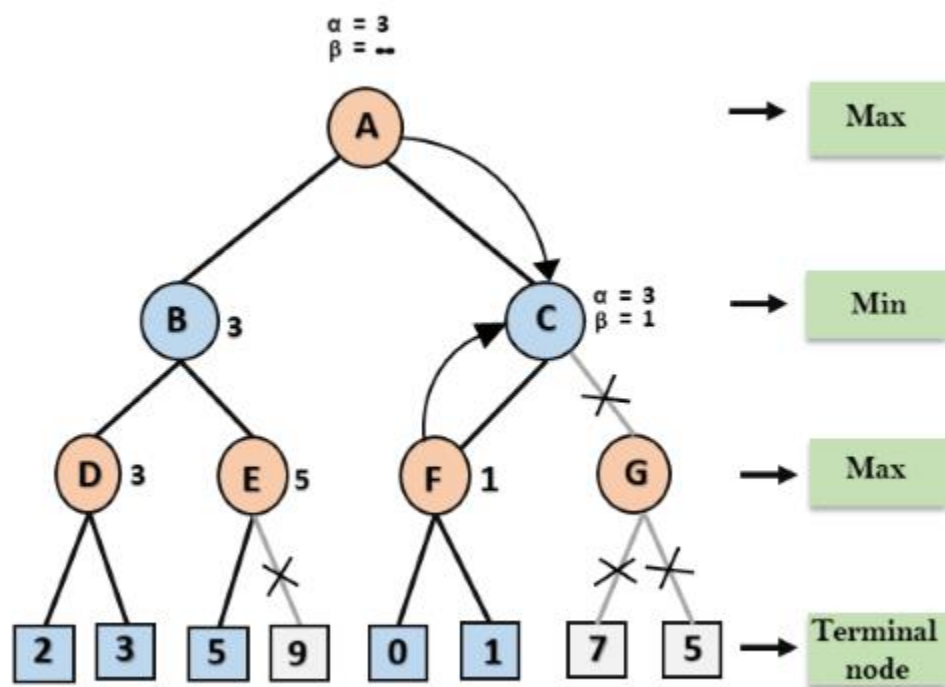 α = 3
β = ∞
A
Max
B
3
C
α = 3
β = 1
Min
D
3
E
5
F
1
G
Max
2
3
5
9
0
1
7
5
Terminal
node